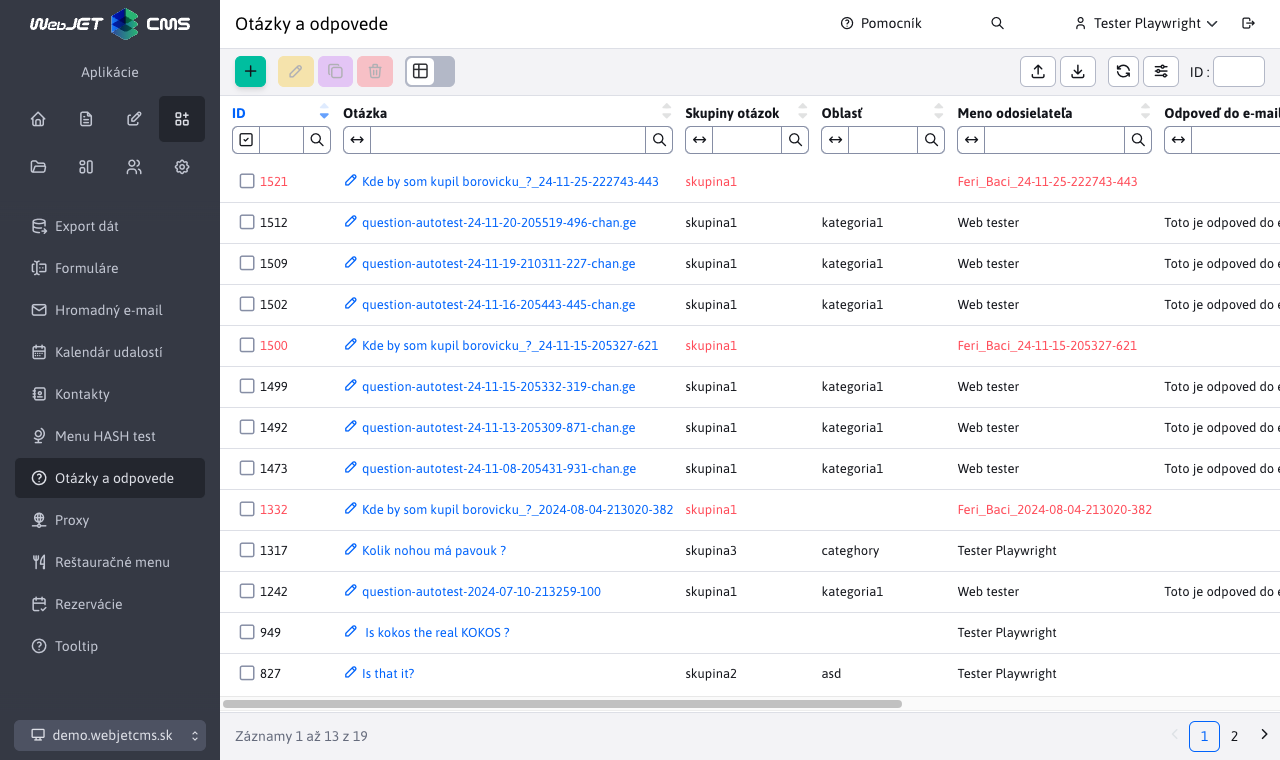 WebJET CMS
Aplikácie
Export dát
Formuláre
Hromadný e-mail
Kalendár udalostí
Kontakty
Menu HASH test
Otázky a odpovede
Proxy
Reštauračné menu
Rezervácie
Tooltip
demo.webjetcms.sk
Otázky a odpovede
Pomocník
Tester Playwright
ID :
ID Otázka Skupiny otázok Oblasť Meno odosielateľa Odpoveď do e-mail
1521 Kde by som kupil borovicku_?_24-11-25-222743-443 skupina1 Feri_Baci_24-11-25-222743-443
1512 question-autotest-24-11-20-205519-496-chan.ge skupina1 kategoria1 Web tester Toto je odpoved do e
1509 question-autotest-24-11-19-210311-227-chan.ge skupina1 kategoria1 Web tester Toto je odpoved do e
1502 question-autotest-24-11-16-205443-445-chan.ge skupina1 kategoria1 Web tester Toto je odpoved do e
1500 Kde by som kupil borovicku_?_24-11-15-205327-621 skupina1 Feri_Baci_24-11-15-205327-621
1499 question-autotest-24-11-15-205332-319-chan.ge skupina1 kategoria1 Web tester Toto je odpoved do e
1492 question-autotest-24-11-13-205309-871-chan.ge skupina1 kategoria1 Web tester Toto je odpoved do e
1473 question-autotest-24-11-08-205431-931-chan.ge skupina1 kategoria1 Web tester Toto je odpoved do e
1332 Kde by som kupil borovicku_?_2024-08-04-213020-382 skupina1 Feri_Baci_2024-08-04-213020-382
1317 Kolik nohou má pavouk ? skupina3 categhory Tester Playwright
1242 question-autotest-2024-07-10-213259-100 skupina1 kategoria1 Web tester Toto je odpoved do e
949 Is kokos the real KOKOS ? Tester Playwright
827 Is that it? skupina2 asd Tester Playwright
Záznamy 1 až 13 z 19
1 2